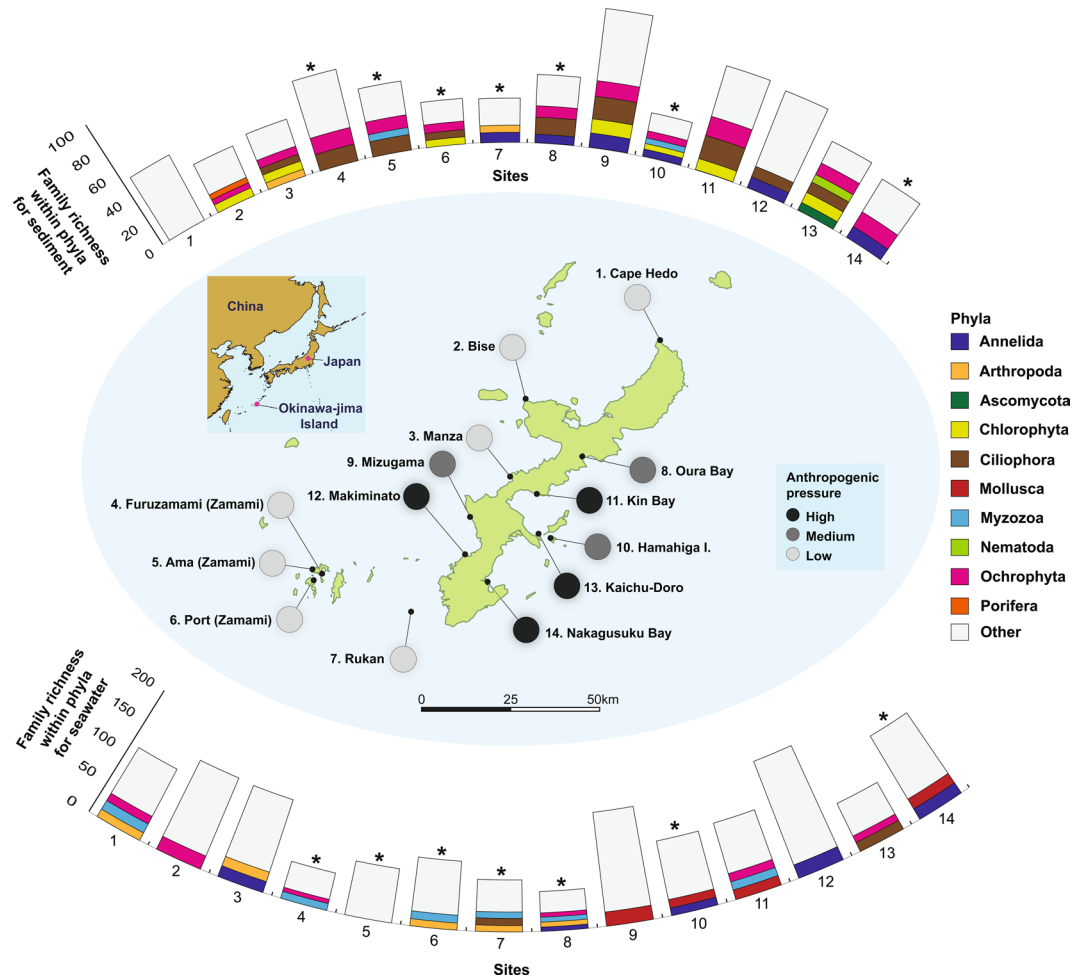 100
80
60
40
20
0
Family richness
within phyla
for sediment
*
*
*
*
*
*
*
1
2
3
4
5
6
7
8
9
10
11
12
13
14
Sites
China
Japan
Okinawa-jima
Island
1. Cape Hedo
2. Bise
3. Manza
9. Mizugama
8. Oura Bay
12. Makiminato
11. Kin Bay
4. Furuzamami (Zamami)
10. Hamahiga I.
5. Ama (Zamami)
13. Kaichu-Doro
6. Port (Zamami)
14. Nakagusuku Bay
7. Rukan
0
25
50km
Anthropogenic
pressure
High
Medium
Low
Phyla
Annelida
Arthropoda
Ascomycota
Chlorophyta
Ciliophora
Mollusca
Myzozoa
Nematoda
Ochrophyta
Porifera
Other
Family richness
within phyla
for seawater
200
150
100
50
0
*
*
*
*
*
*
*
1
2
3
4
5
6
7
8
9
10
11
12
13
14
Sites